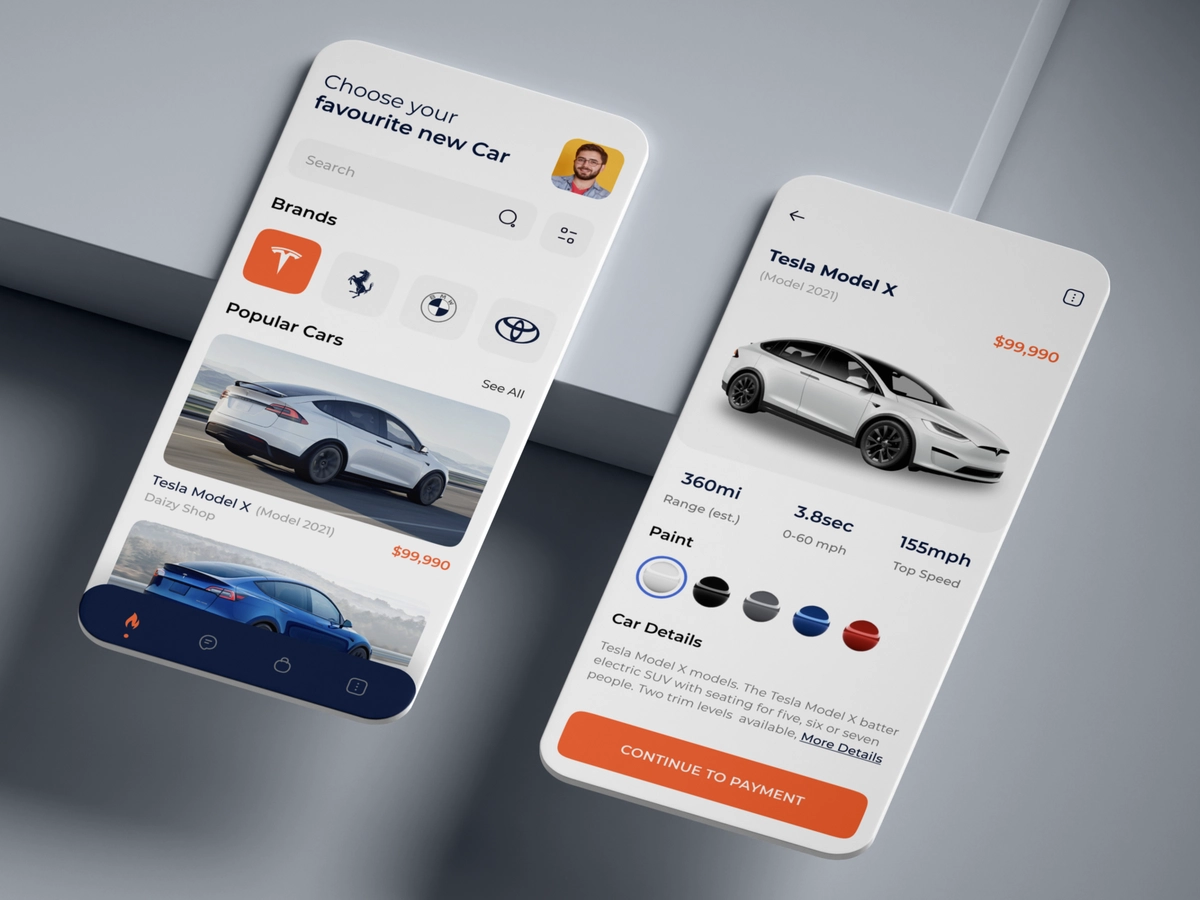 Choose your
favourite new Car
Search
Brands
Popular Cars
See All
Tesla Model X (Model 2021)
Daizy Shop
$99,990
Tesla Model X
(Model 2021)
$99,990
360mi
Range (est.)
3.8sec
0-60 mph
155mph
Top Speed
Paint
Car Details
Tesla Model X models. The Tesla Model X batter
electric SUV with seating for five, six or seven
people. Two trim levels available, More Details
CONTINUE TO PAYMENT